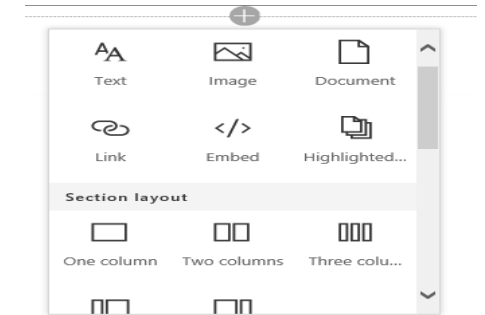 Text Image Document
Link Embed Highlighted...
Section layout
One column Two columns Three colu...